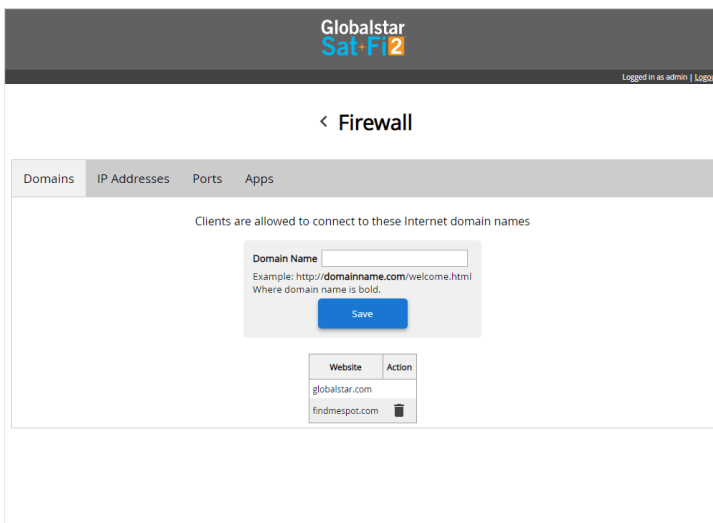 Globalstar
Sat-Fi2
Logged in as admin | Logou
< Firewall
Domains IP Addresses Ports Apps
Clients are allowed to connect to these Internet domain names
Domain Name
Example: http://domainname.com/welcome.html
Where domain name is bold.
Save
Website Action
globalstar.com
findmespot.com